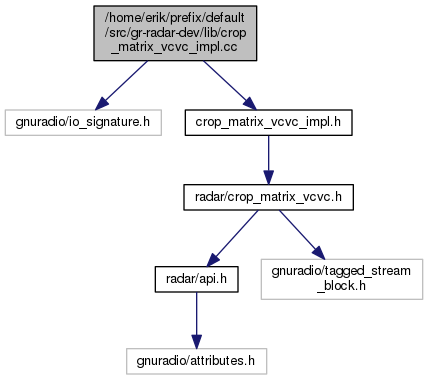 /home/erik/prefix/default
/src/gr-radar-dev/lib/crop
_matrix_vcvc_impl.cc
gnuradio/io_signature.h
crop_matrix_vcvc_impl.h
radar/crop_matrix_vcvc.h
radar/api.h
gnuradio/tagged_stream
_block.h
gnuradio/attributes.h